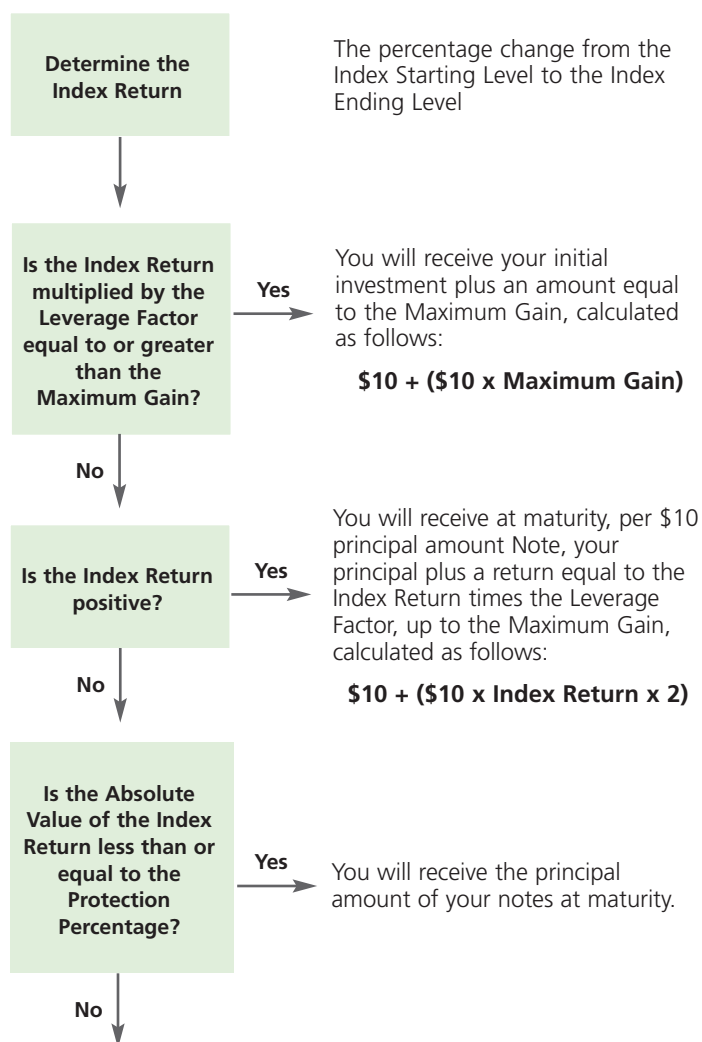 Determine the
Index Return
The percentage change from the
Index Starting Level to the Index
Ending Level
Is the Index Return
multiplied by the
Leverage Factor
equal to or greater
than the
Maximum Gain?
Yes
You will receive your initial
investment plus an amount equal
to the Maximum Gain, calculated
as follows:
$10 + ($10 x Maximum Gain)
No
Is the Index Return
positive?
Yes
You will receive at maturity, per $10
principal amount Note, your
principal plus a return equal to the
Index Return times the Leverage
Factor, up to the Maximum Gain,
calculated as follows:
$10 + ($10 x Index Return x 2)
No
Is the Absolute
Value of the Index
Return less than or
equal to the
Protection
Percentage?
Yes
You will receive the principal
amount of your notes at maturity.
No